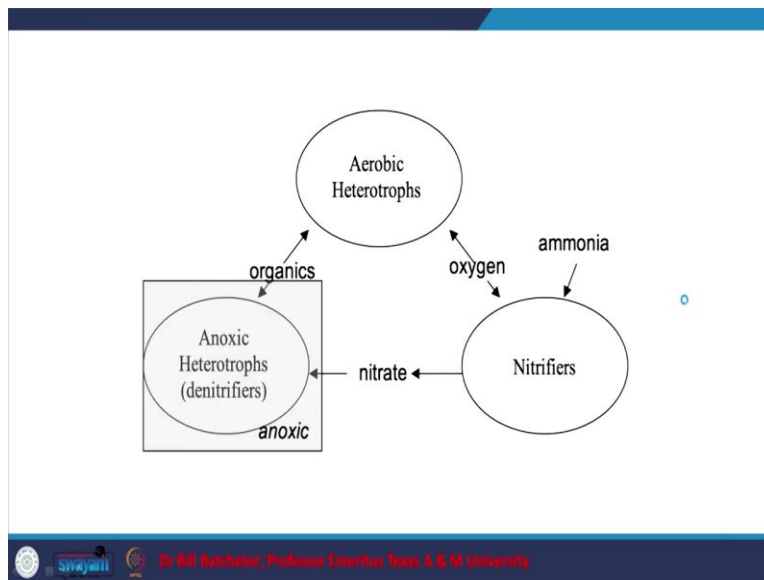 Aerobic
Heterotrophs
ammonia
organics
oxygen
Anoxic
Heterotrophs
(denitrifiers)
nitrate
Nitrifiers
anoxic
swayam
Dr Bill Batchelor; Professor Emeritus Texas A & M University